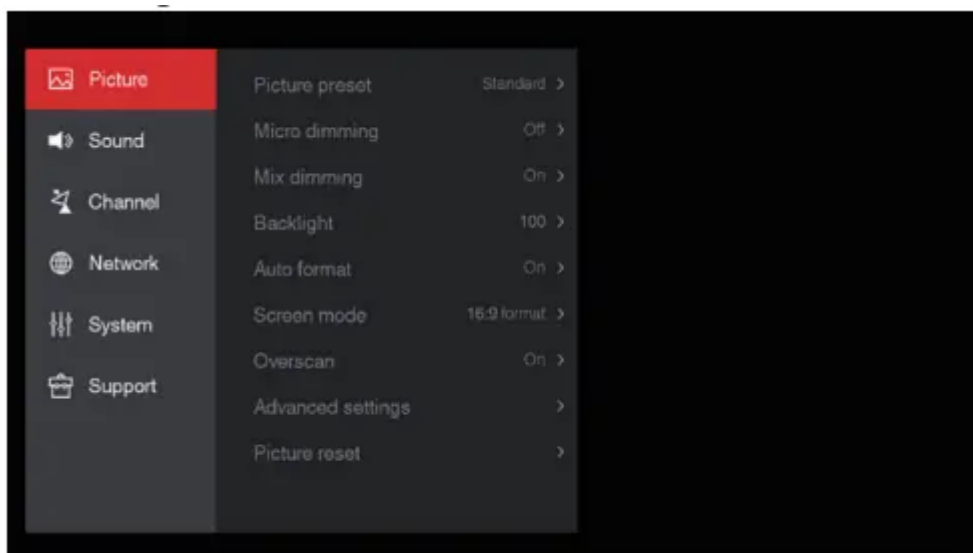 Picture
Sound
Channel
Network
System
Support
Picture preset Standard >
Micro dimming Off >
Mix dimming On >
Backlight 100 >
Auto format On >
Screen mode 16:9 format >
Overscan On >
Advanced settings >
Picture reset >